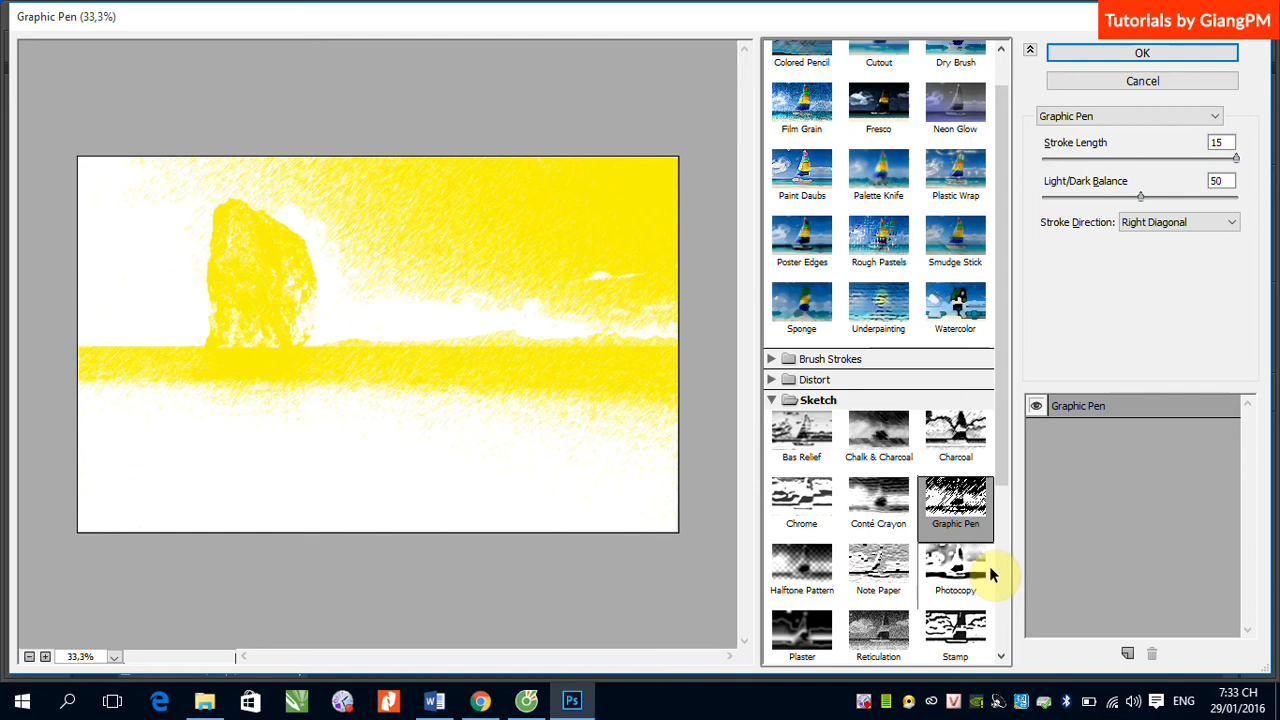 Graphic Pen (33,3%)
Tutorials by GiangPM
Colored Pencil
Cutout
Dry Brush
Film Grain
Fresco
Neon Glow
Paint Daubs
Palette Knife
Plastic Wrap
Poster Edges
Rough Pastels
Smudge Stick
Sponge
Underpainting
Watercolor
Brush Strokes
Distort
Sketch
Bas Relief
Chalk & Charcoal
Charcoal
Chrome
Conté Crayon
Graphic Pen
Halftone Pattern
Note Paper
Photocopy
Plaster
Reticulation
Stamp
OK
Cancel
Graphic Pen
Stroke Length 15
Light/Dark Balance 50
Stroke Direction: Right Diagonal
Graphic Pen
33,3%
ENG
7:33 CH
29/01/2016